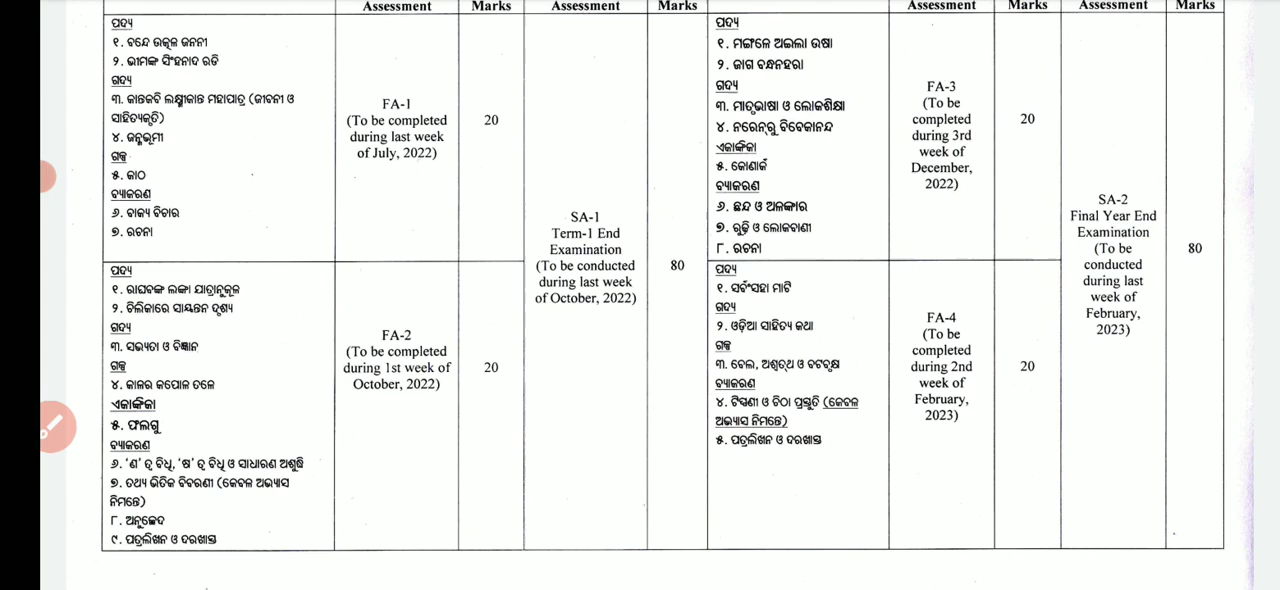 Assessment
Marks
Assessment
Marks
Assessment
Marks
Assessment
Marks
ପଦ୍ୟ
୧. ବନ୍ଦେ ଉତ୍କଳ ଜନନୀ
୨. ଭୀମଙ୍କ ସିଂହନାଦ ରଡି
ଗଦ୍ୟ
୩. କାନ୍ତକବି ଲକ୍ଷ୍ମୀକାନ୍ତ ମହାପାତ୍ର (ଜୀବନୀ ଓ
ସାହିତ୍ୟକୃତି)
୪. ଜନ୍ମଭୂମୀ
ଗଳ୍ପ
୫. କାଠ
ବ୍ୟାକରଣ
୬. ବାକ୍ୟ ବିଚାର
୭. ରଚନା
FA-1
(To be completed
during last week
of July, 2022)
20
ପଦ୍ୟ
୧. ରାଘବଙ୍କ ଲଙ୍କା ଯାତ୍ରାନୁକୂଳ
୨. ଚିଲିକାରେ ସାୟନ୍ତନ ଦୃଶ୍ୟ
ଗଦ୍ୟ
୩. ସଭ୍ୟତା ଓ ବିଜ୍ଞାନ
ଗଳ୍ପ
୪. କାଳର କପୋଳ ତଳେ
ଏକାଙ୍କିକା
୫. ଫଲଗୁ
ବ୍ୟାକରଣ
୬. ‘ଣ’ ତ୍ୱ ବିଧି, ‘ଷ’ ତ୍ୱ ବିଧି ଓ ସାଧାରଣ ଅଶୁଦ୍ଧି
୭. ତଥ୍ୟ ଭିତିକ ବିବରଣୀ (କେବଳ ଅଭ୍ୟାସ
ନିମନ୍ତେ)
୮. ଅନୁଚ୍ଛେଦ
୯. ପତ୍ରଲିଖନ ଓ ଦରଖାସ୍ତ
FA-2
(To be completed
during 1st week of
October, 2022)
20
SA-1
Term-1 End
Examination
(To be conducted
during last week
of October, 2022)
80
ପଦ୍ୟ
୧. ମଙ୍ଗଳେ ଅଇଲା ଉଷା
୨. ଜାଗ ବନ୍ଧନହରା
ଗଦ୍ୟ
୩. ମାତୃଭାଷା ଓ ଲୋକଶିକ୍ଷା
୪. ନରେନ୍‌ରୁ ବିବେକାନନ୍ଦ
ଏକାଙ୍କିକା
୫. କୋଣାର୍କ
ବ୍ୟାକରଣ
୬. ଛନ୍ଦ ଓ ଅଳଙ୍କାର
୭. ରୁଢ଼ି ଓ ଲୋକବାଣୀ
୮. ରଚନା
FA-3
(To be
completed
during 3rd
week of
December,
2022)
20
ପଦ୍ୟ
୧. ସର୍ବଂସହା ମାଟି
ଗଦ୍ୟ
୨. ଓଡ଼ିଆ ସାହିତ୍ୟ କଥା
ଗଳ୍ପ
୩. ବେଲ, ଅଶ୍ୱତ୍ଥ ଓ ବଟବୃକ୍ଷ
ବ୍ୟାକରଣ
୪. ଟିପ୍ପଣୀ ଓ ଚିଠା ପ୍ରସ୍ତୁତି (କେବଳ
ଅଭ୍ୟାସ ନିମନ୍ତେ)
୫. ପତ୍ରଲିଖନ ଓ ଦରଖାସ୍ତ
FA-4
(To be
completed
during 2nd
week of
February,
2023)
20
SA-2
Final Year End
Examination
(To be
conducted
during last
week of
February,
2023)
80